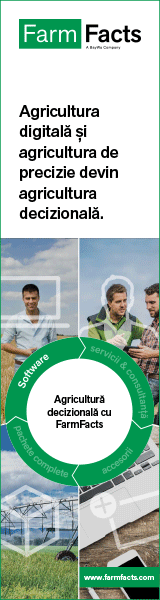 Farm Facts
A BayWa Company
Agricultura
digitală și
agricultura de
precizie devin
agricultura
decizională.
Software
servicii & consultanță
Agricultură
decizională cu
FarmFacts
pachete complete
accesorii
www.farmfacts.com